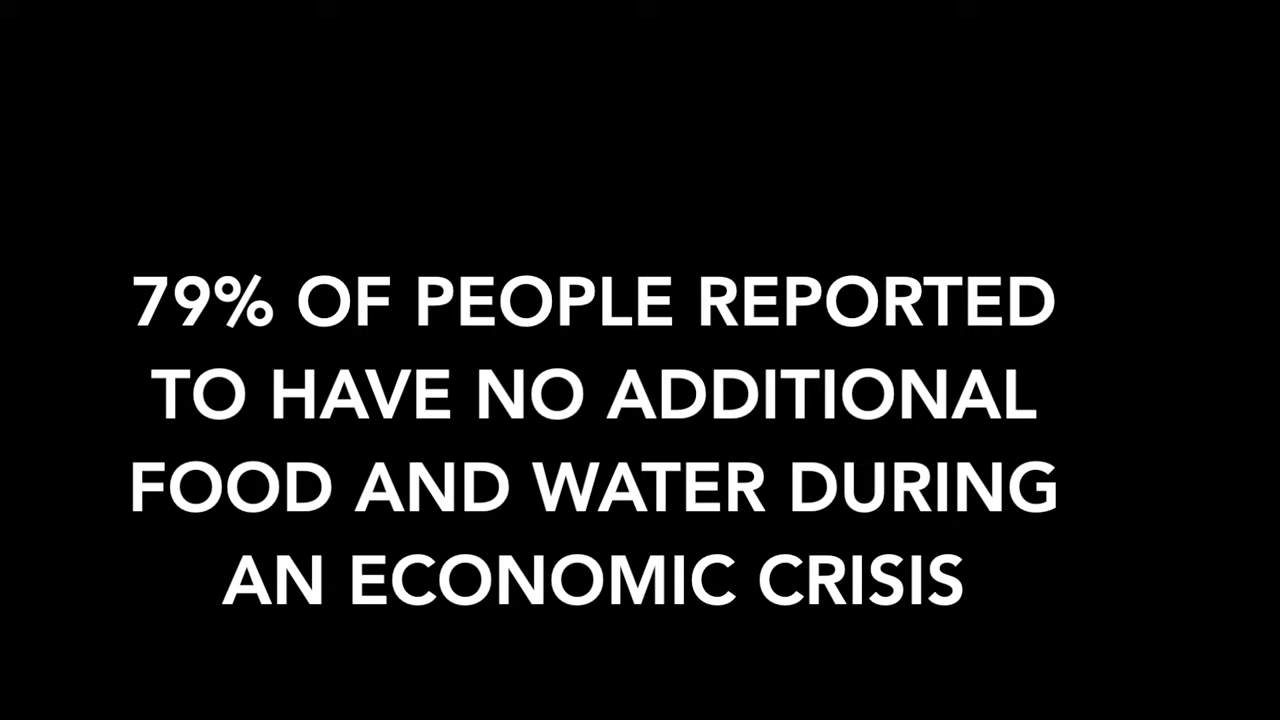 79% OF PEOPLE REPORTED
TO HAVE NO ADDITIONAL
FOOD AND WATER DURING
AN ECONOMIC CRISIS